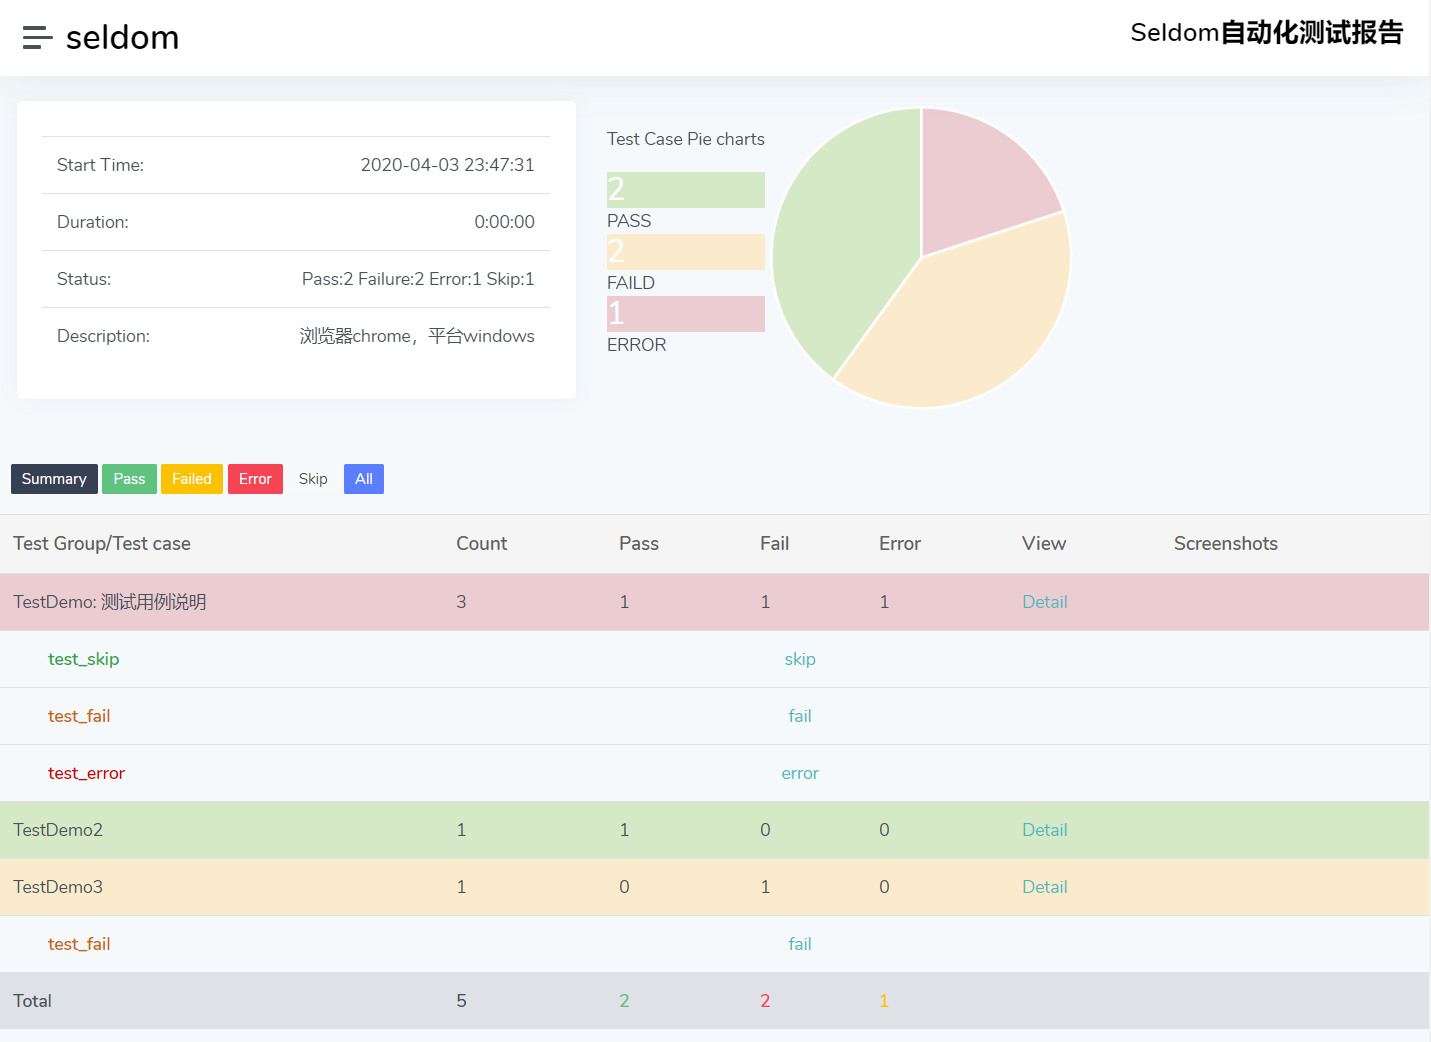 seldom
Seldom自动化测试报告
Start Time: 2020-04-03 23:47:31
Duration: 0:00:00
Status: Pass:2 Failure:2 Error:1 Skip:1
Description: 浏览器chrome，平台windows
Test Case Pie charts
2
PASS
2
FAILD
1
ERROR
Summary Pass Failed Error Skip All
Test Group/Test case Count Pass Fail Error View Screenshots
TestDemo: 测试用例说明 3 1 1 1 Detail
test_skip skip
test_fail fail
test_error error
TestDemo2 1 1 0 0 Detail
TestDemo3 1 0 1 0 Detail
test_fail fail
Total 5 2 2 1